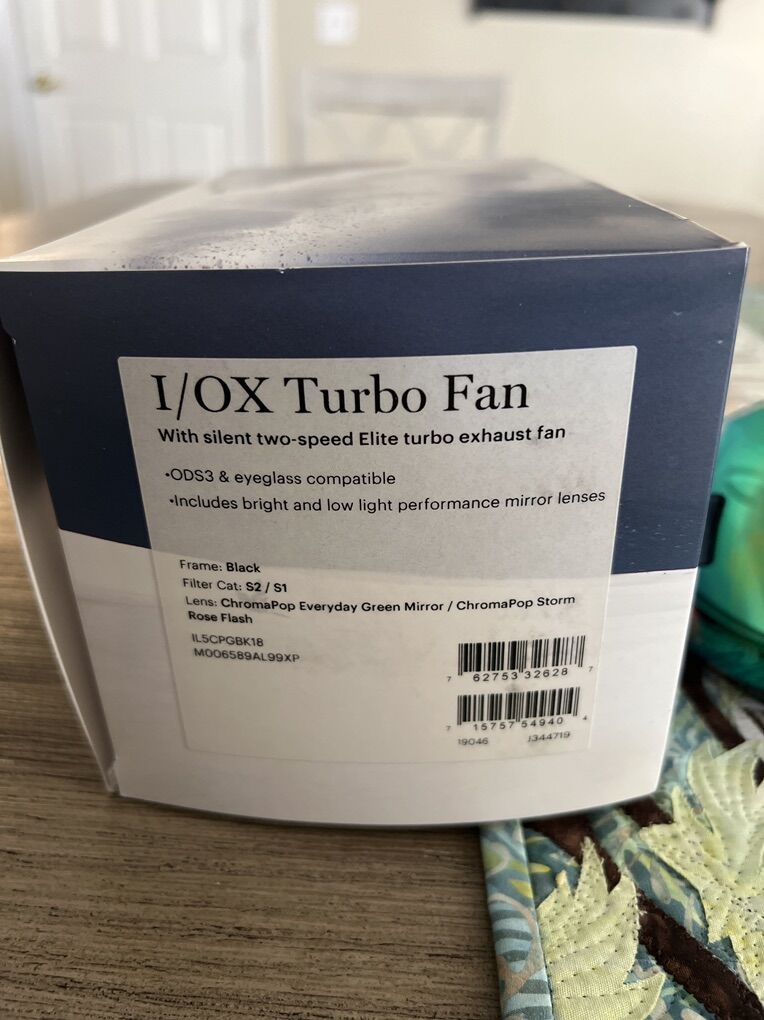 I/OX Turbo Fan
With silent two-speed Elite turbo exhaust fan
•ODS3 & eyeglass compatible
•Includes bright and low light performance mirror lenses
Frame: Black
Filter Cat: S2 / S1
Lens: ChromaPop Everyday Green Mirror / ChromaPop Storm
Rose Flash
IL5CPGBK18
M006589AL99XP
7 62753 32628 7
7 15757 54940 4
19046 J344719